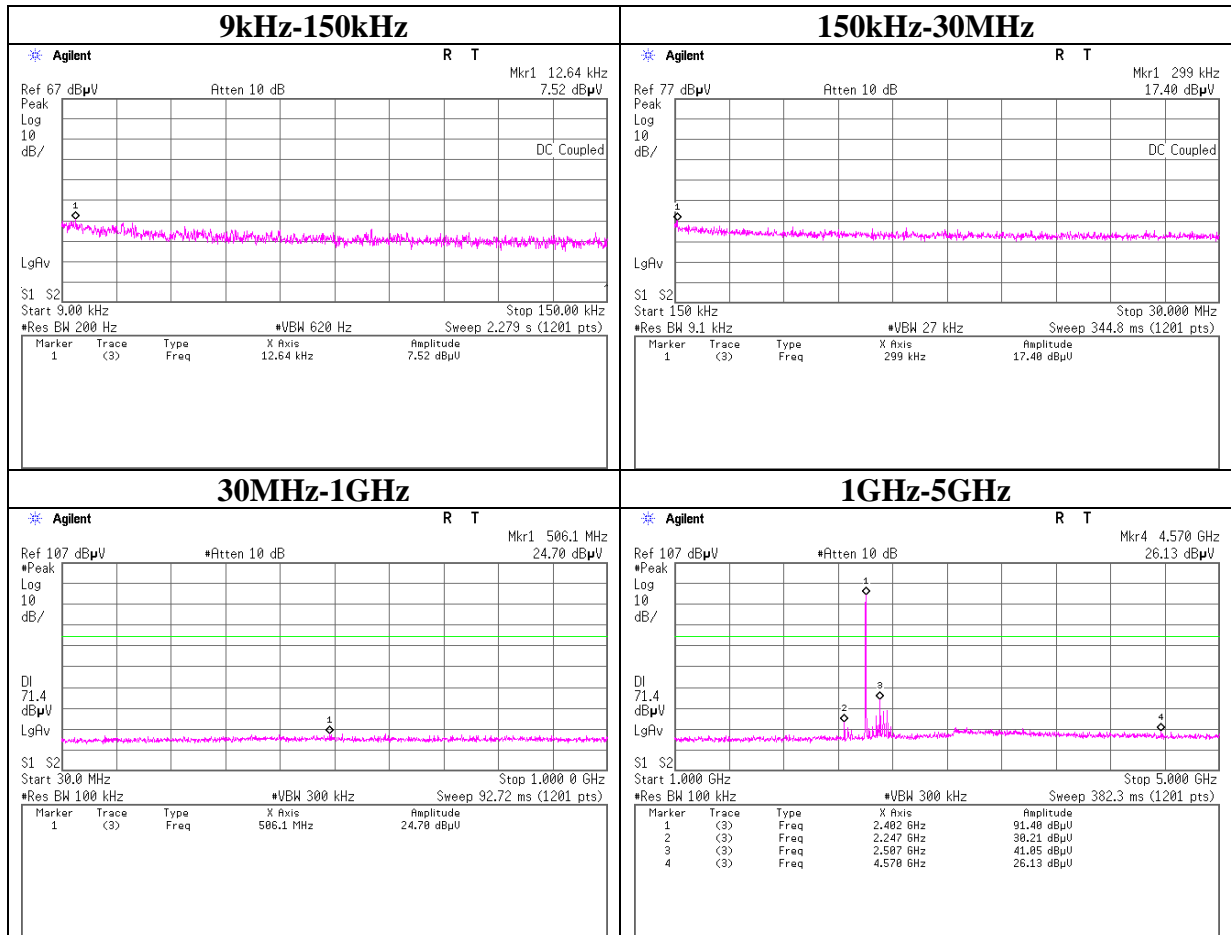 9kHz-150kHz
Agilent R T
Mkr1 12.64 kHz
Ref 67 dBµV Atten 10 dB 7.52 dBµV
Peak
Log
10
dB/
DC Coupled
1
LgAv
S1 S2
Start 9.00 kHz Stop 150.00 kHz
#Res BW 200 Hz #VBW 620 Hz Sweep 2.279 s (1201 pts)
Marker Trace Type X Axis Amplitude
1 (3) Freq 12.64 kHz 7.52 dBµV
150kHz-30MHz
Agilent R T
Mkr1 299 kHz
Ref 77 dBµV Atten 10 dB 17.40 dBµV
Peak
Log
10
dB/
DC Coupled
1
LgAv
S1 S2
Start 150 kHz Stop 30.000 MHz
#Res BW 9.1 kHz #VBW 27 kHz Sweep 344.8 ms (1201 pts)
Marker Trace Type X Axis Amplitude
1 (3) Freq 299 kHz 17.40 dBµV
30MHz-1GHz
Agilent R T
Mkr1 506.1 MHz
Ref 107 dBµV #Atten 10 dB 24.70 dBµV
#Peak
Log
10
dB/
DI
71.4
dBµV
1
LgAv
S1 S2
Start 30.0 MHz Stop 1.000 0 GHz
#Res BW 100 kHz #VBW 300 kHz Sweep 92.72 ms (1201 pts)
Marker Trace Type X Axis Amplitude
1 (3) Freq 506.1 MHz 24.70 dBµV
1GHz-5GHz
Agilent R T
Mkr4 4.570 GHz
Ref 107 dBµV #Atten 10 dB 26.13 dBµV
#Peak
1
Log
10
dB/
DI
3
71.4
dBµV
2
4
LgAv
S1 S2
Start 1.000 GHz Stop 5.000 GHz
#Res BW 100 kHz #VBW 300 kHz Sweep 382.3 ms (1201 pts)
Marker Trace Type X Axis Amplitude
1 (3) Freq 2.402 GHz 91.40 dBµV
2 (3) Freq 2.247 GHz 30.21 dBµV
3 (3) Freq 2.507 GHz 41.05 dBµV
4 (3) Freq 4.570 GHz 26.13 dBµV